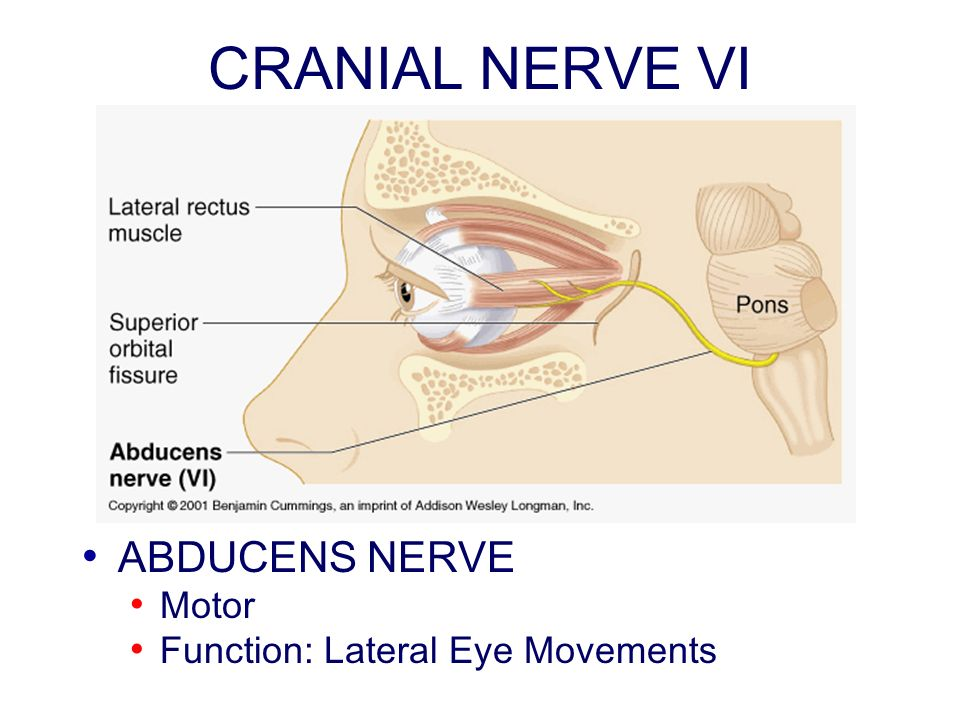 CRANIAL NERVE VI
Lateral rectus
muscle
Superior
orbital
fissure
Pons
Abducens
nerve (VI)
Copyright © 2001 Benjamin Cummings, an imprint of Addison Wesley Longman, Inc.
• ABDUCENS NERVE
• Motor
• Function: Lateral Eye Movements